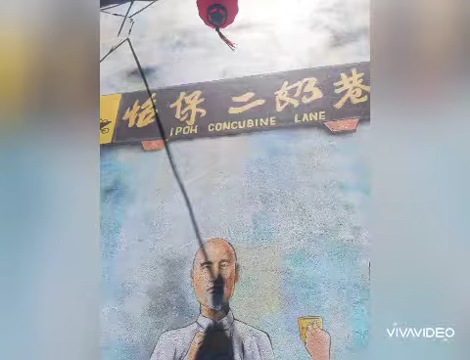 怡保二奶巷
IPOH CONCUBINE LANE
VIVAVIDEO